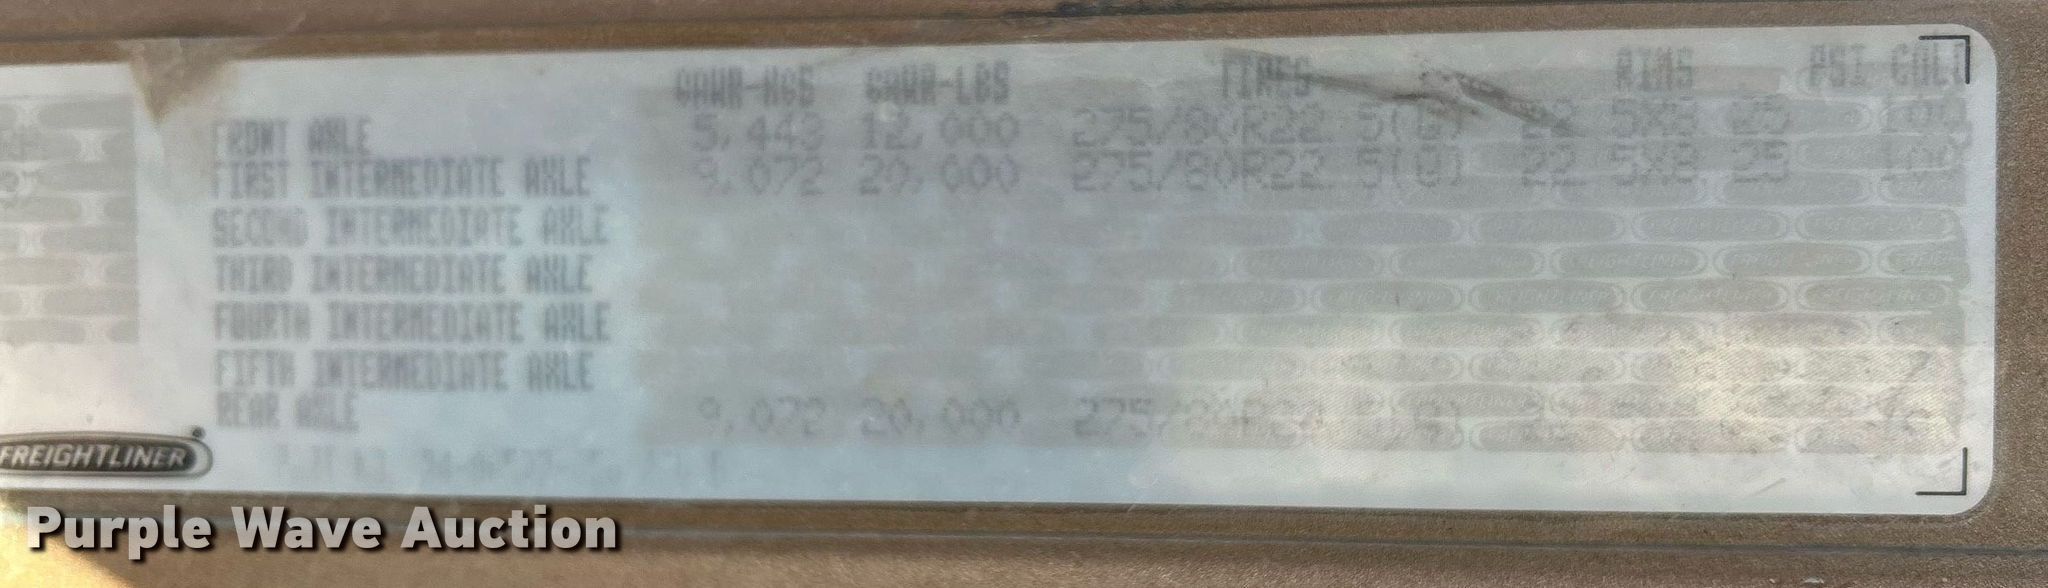 GAWR-KGS GAWR-LBS TIRES RIMS PSI COLD
FRONT AXLE 5,443 12,000 275/80R22.5(G) 22.5X8.25 100
FIRST INTERMEDIATE AXLE 9,072 20,000 275/80R22.5(G) 22.5X8.25 100
SECOND INTERMEDIATE AXLE
THIRD INTERMEDIATE AXLE
FOURTH INTERMEDIATE AXLE
FIFTH INTERMEDIATE AXLE
REAR AXLE 9,072 20,000
FREIGHTLINER
Purple Wave Auction